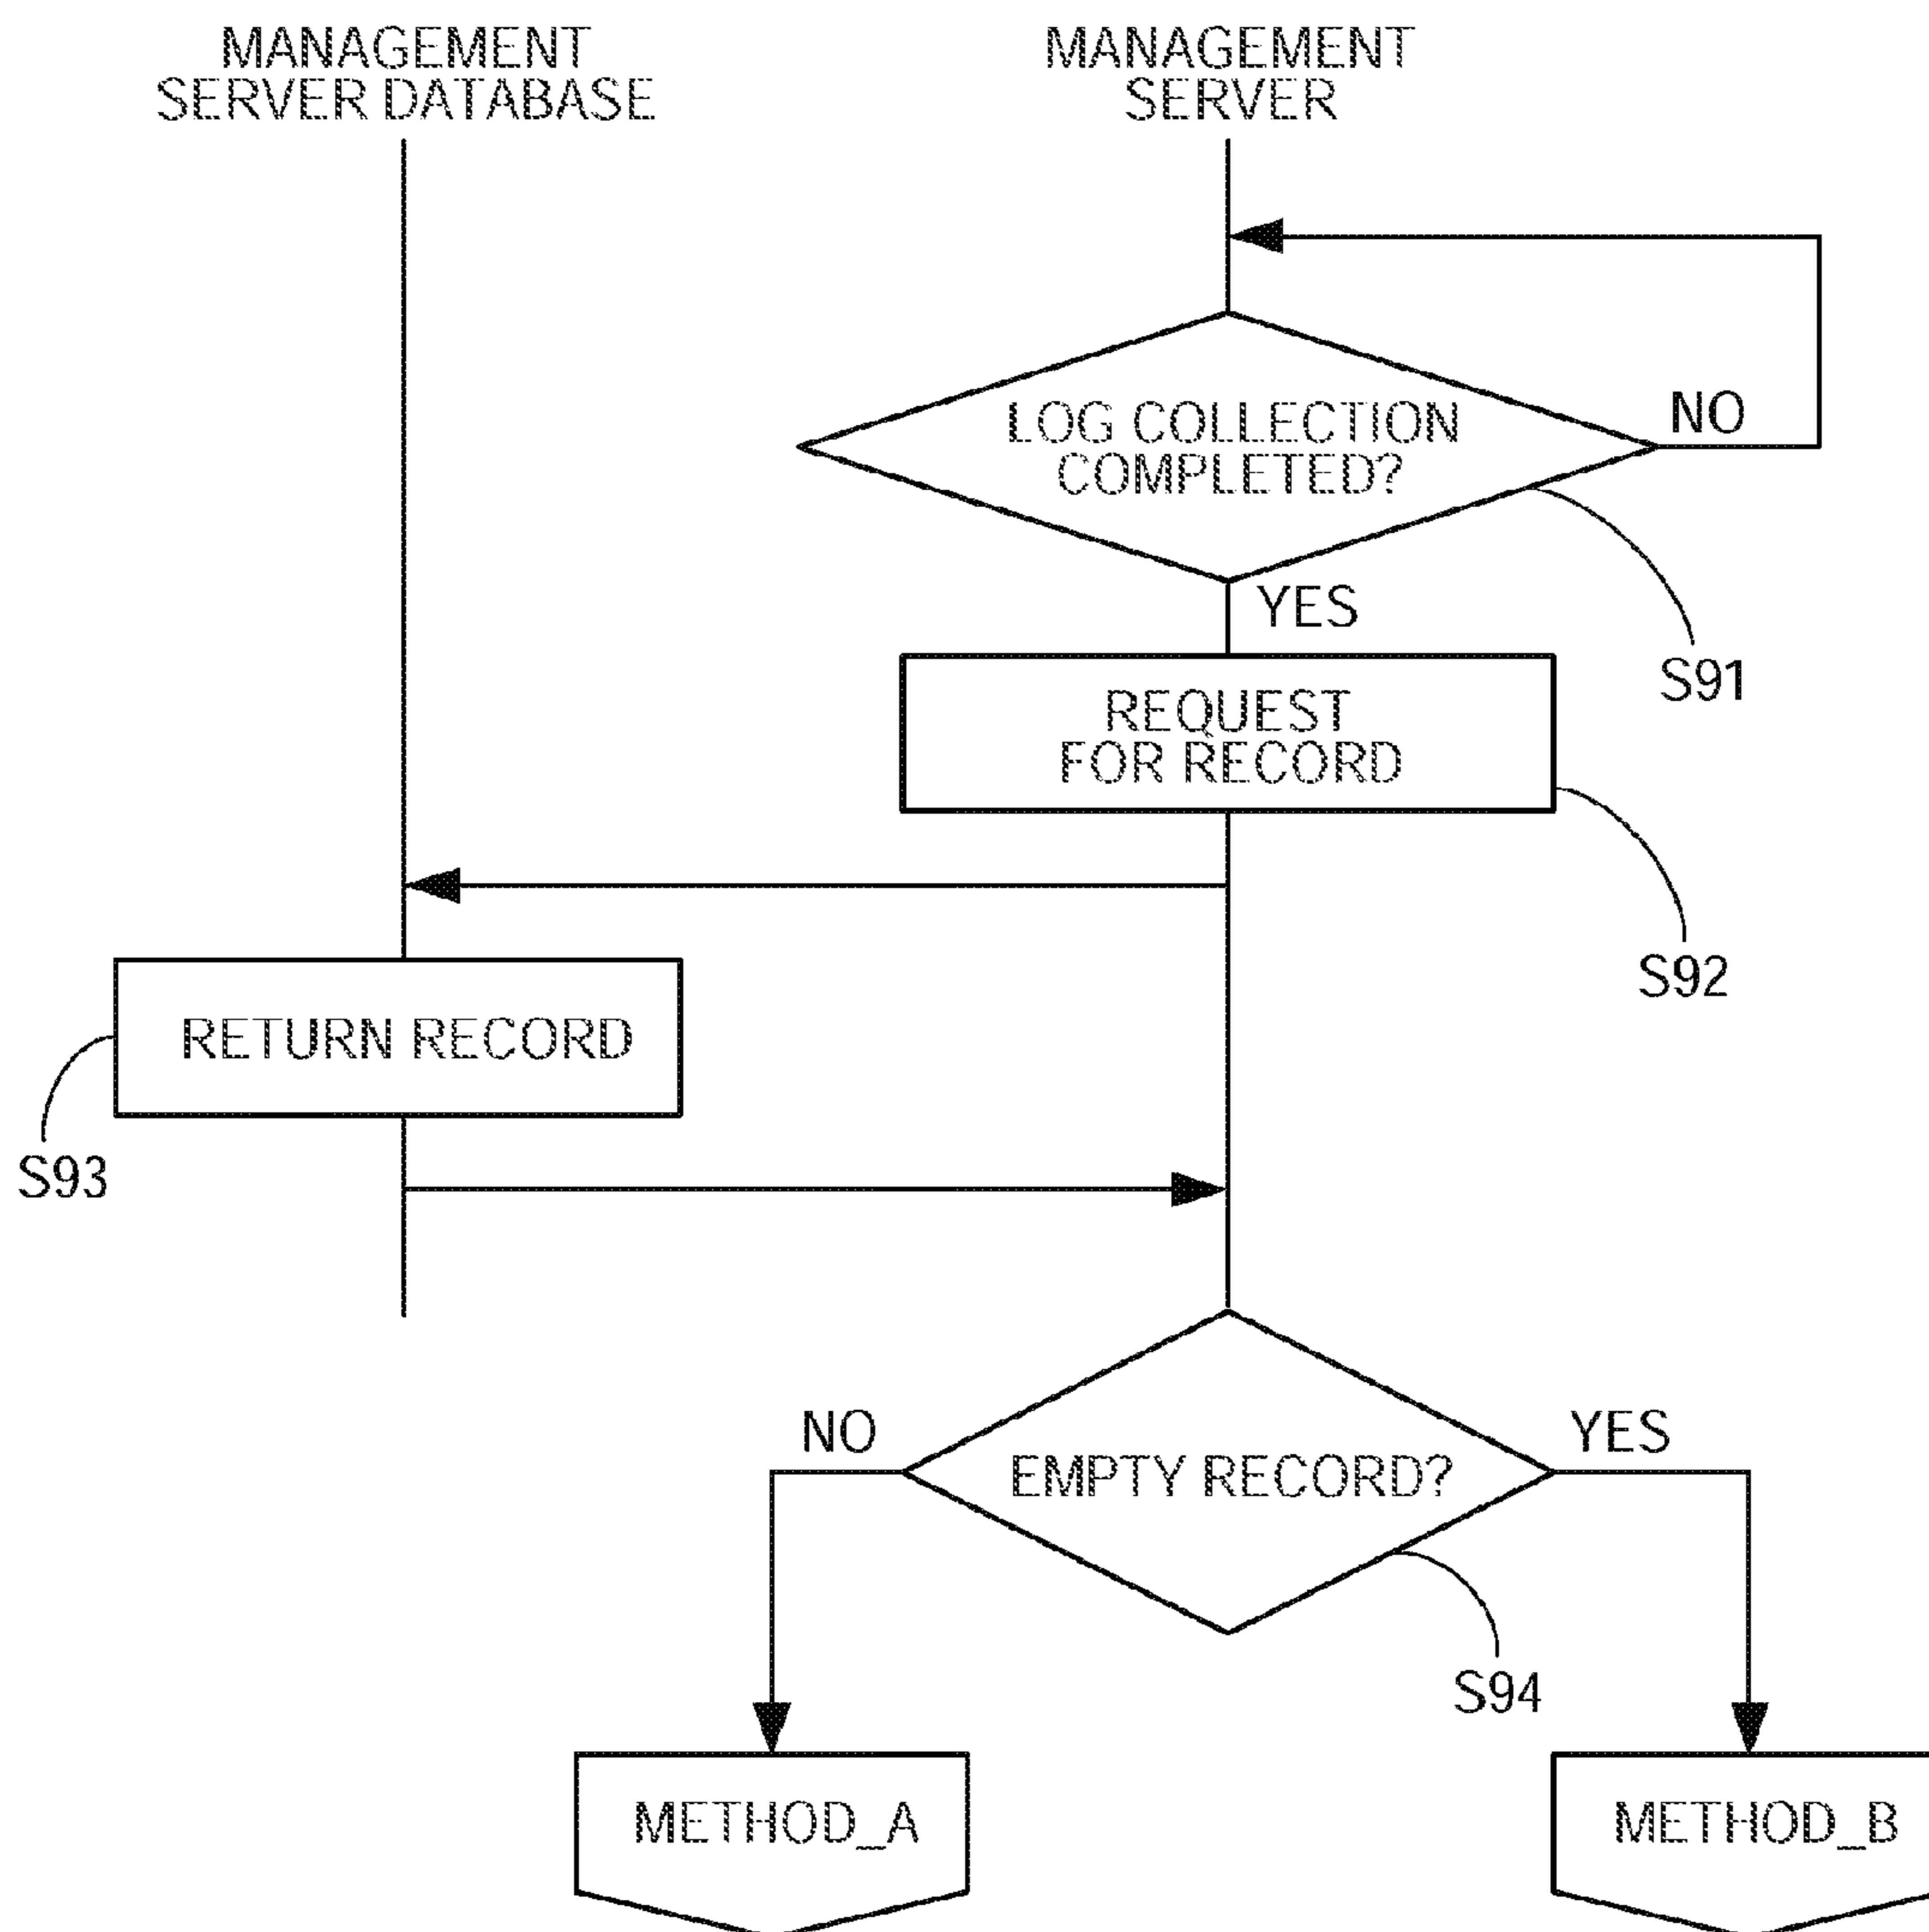 MANAGEMENT
SERVER DATABASE
MANAGEMENT
SERVER
LOG COLLECTION
COMPLETED?
NO
YES
S91
REQUEST
FOR RECORD
S92
RETURN RECORD
S93
NO
EMPTY RECORD?
YES
S94
METHOD_A
METHOD_B